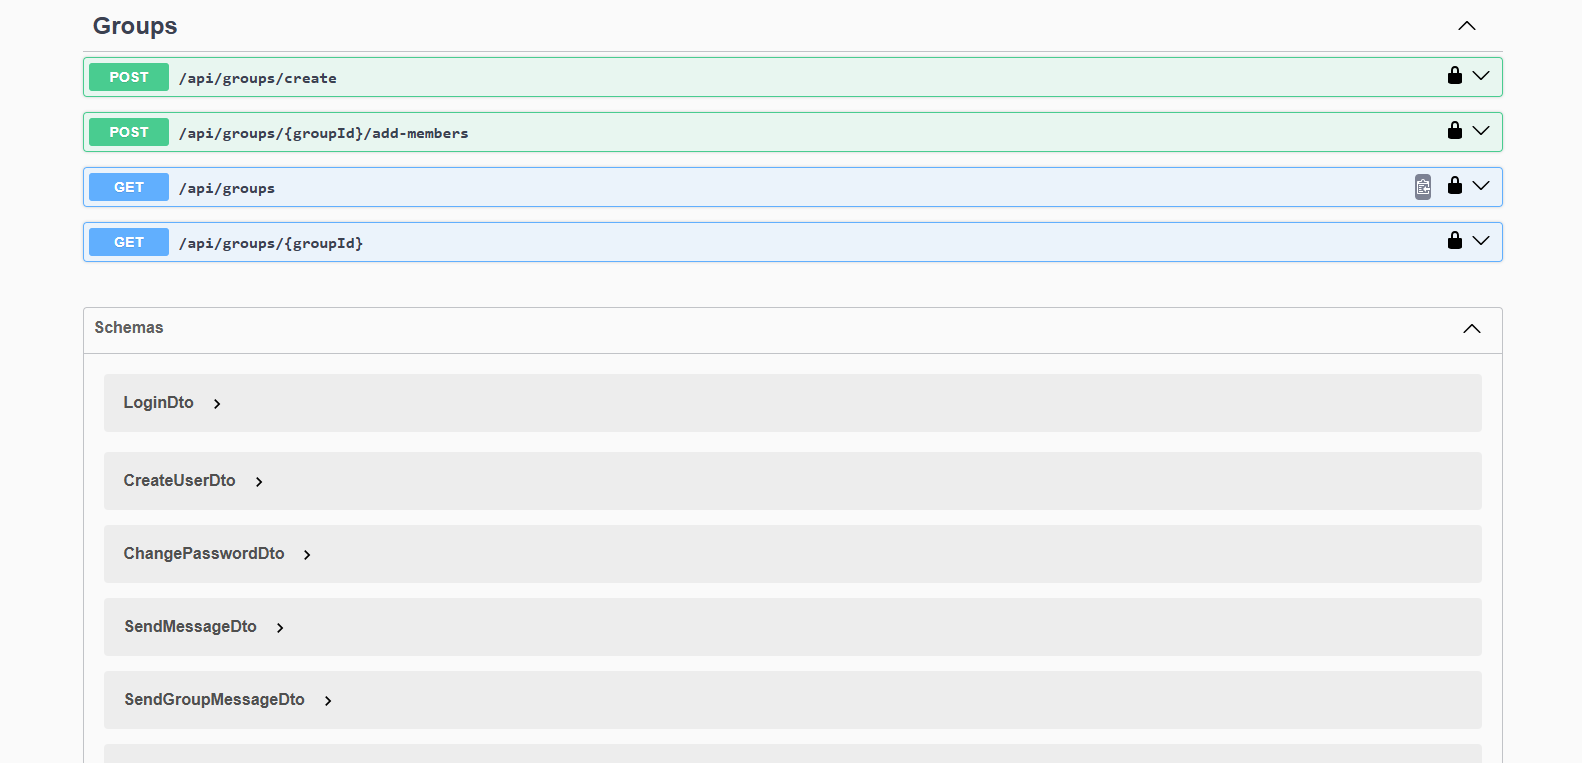 Groups
POST /api/groups/create
POST /api/groups/{groupId}/add-members
GET /api/groups
GET /api/groups/{groupId}
Schemas
LoginDto
CreateUserDto
ChangePasswordDto
SendMessageDto
SendGroupMessageDto